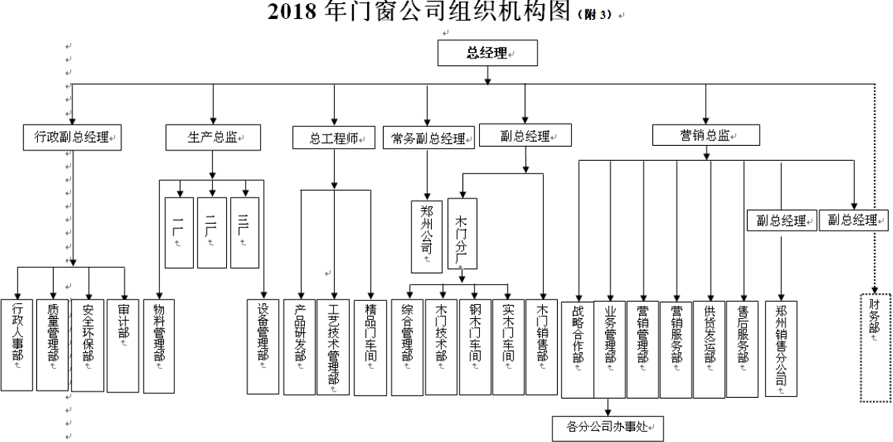 2018年门窗公司组织机构图（附3）
总经理
行政副总经理
生产总监
总工程师
常务副总经理
副总经理
营销总监
一厂
二厂
三厂
郑州公司
木门分厂
副总经理
副总经理
行政人事部
质量管理部
安全环保部
审计部
物料管理部
设备管理部
产品研发部
工艺技术管理部
精品门车间
综合管理部
木门技术部
钢木门车间
实木门车间
木门销售部
战略合作部
业务管理部
营销管理部
营销服务部
供货发运部
售后服务部
郑州销售分公司
财务部
各分公司办事处